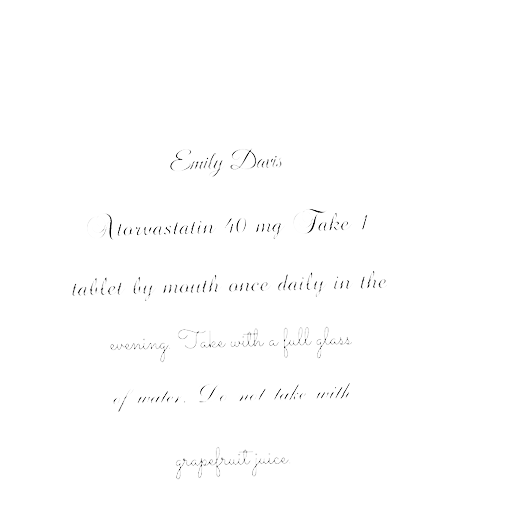 Emily Davis
Atorvastatin 40 mg Take 1
tablet by mouth once daily in the
evening Take with a full glass
of water. Do not take with
grapefruit juice